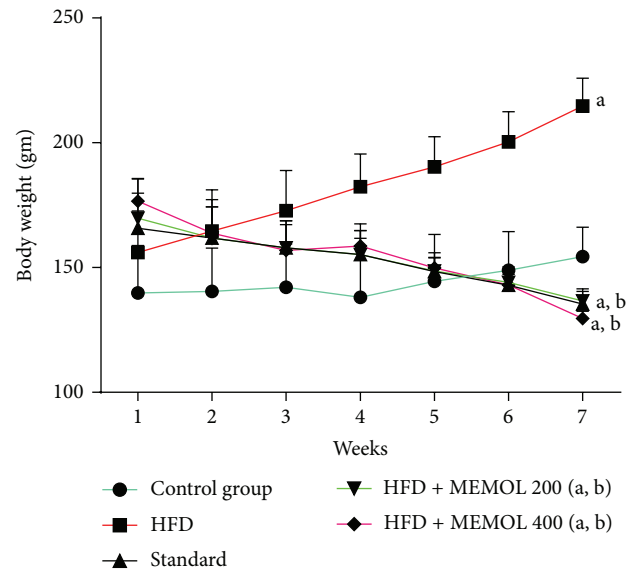 250
200
150
100
Body weight (gm)
a
a, b
a, b
1 2 3 4 5 6 7
Weeks
Control group
HFD
Standard
HFD + MEMOL 200 (a, b)
HFD + MEMOL 400 (a, b)